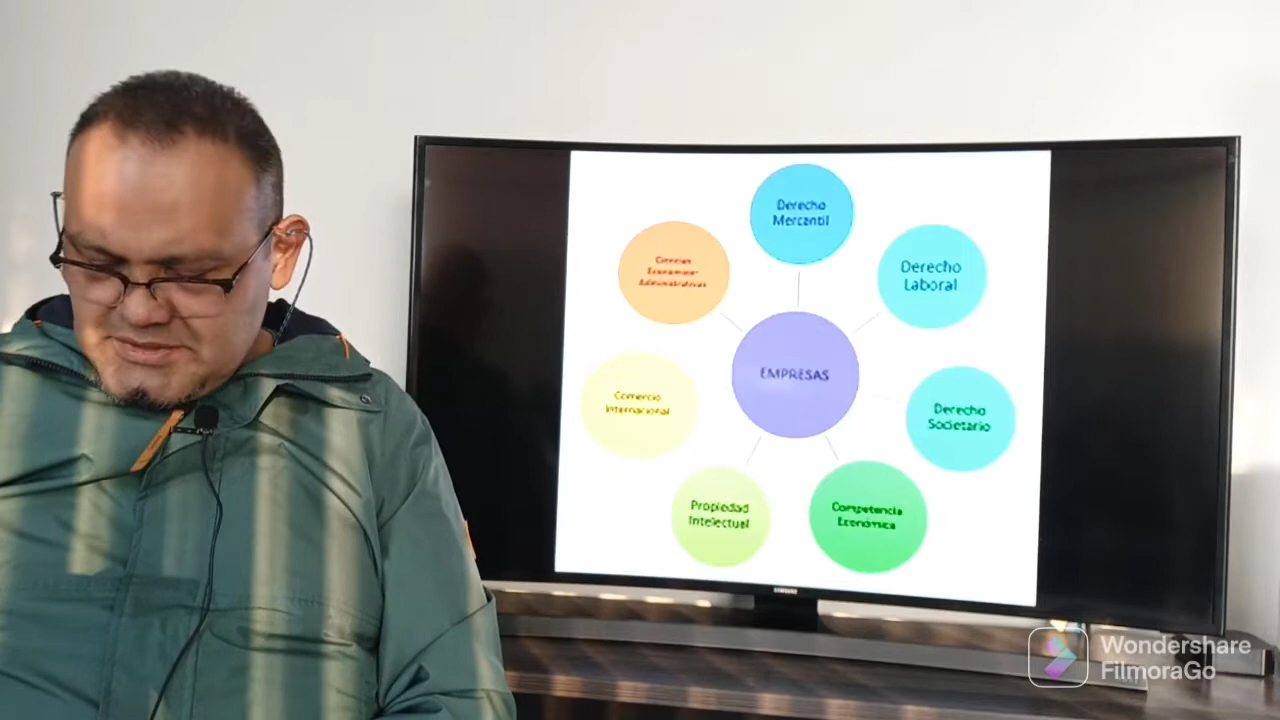 Derecho
Mercantil
Derecho
Laboral
Derecho
Societario
Competencia
Económica
Propiedad
Intelectual
Comercio
Internacional
Ciencias
Económico-
Administrativas
EMPRESAS
SAMSUNG
Wondershare
FilmoraGo